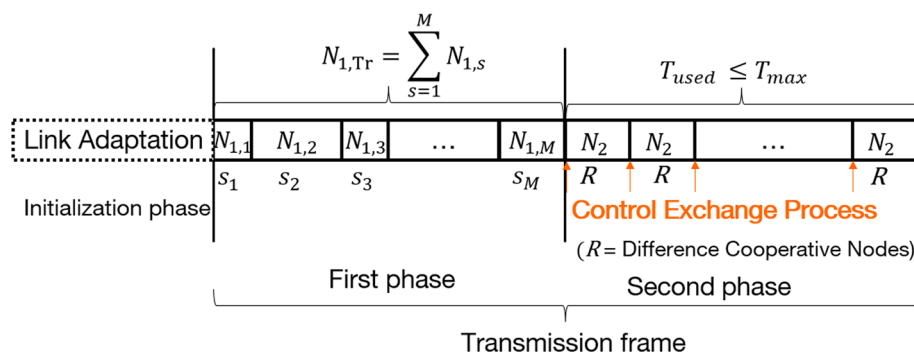 N_{1,Tr} = \sum_{s=1}^{M} N_{1,s}
T_{used} ≤ T_{max}
Link Adaptation N_{1,1} N_{1,2} N_{1,3} ... N_{1,M} N_2 N_2 ... N_2
s_1 s_2 s_3 s_M R R R
Initialization phase
Control Exchange Process
(R = Difference Cooperative Nodes)
First phase
Second phase
Transmission frame